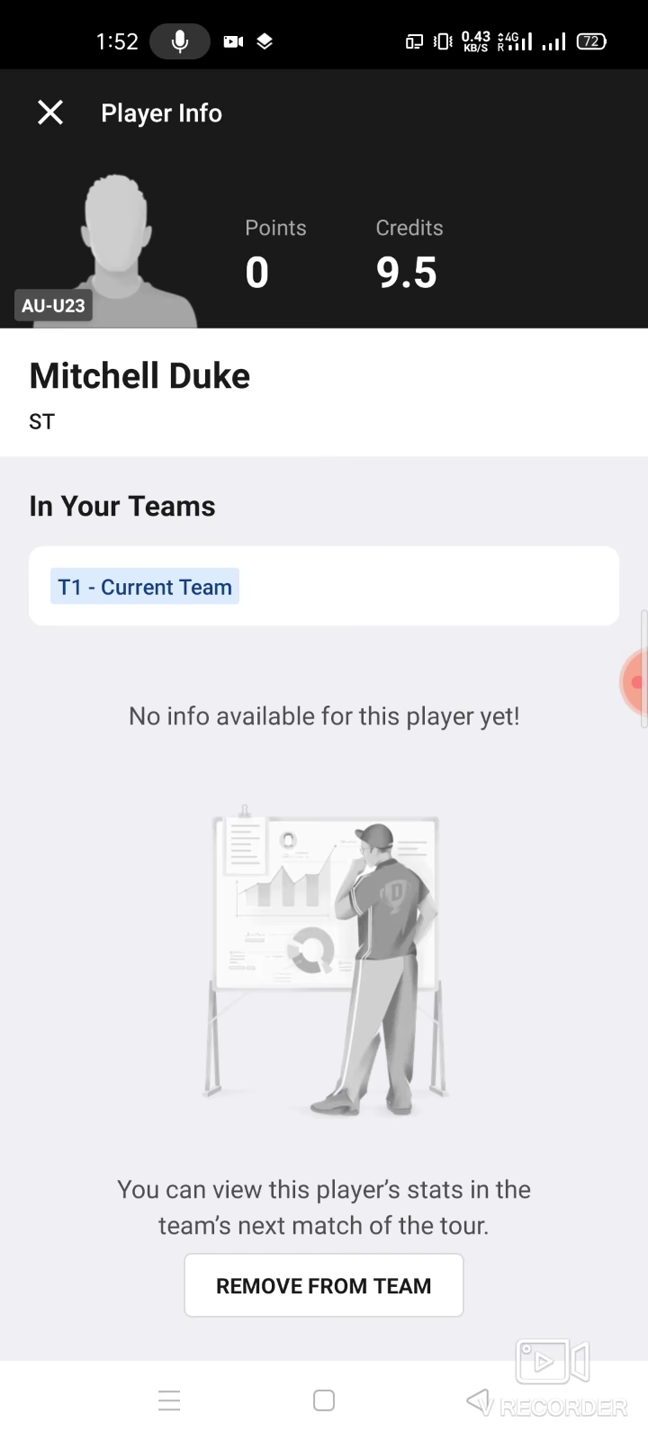 1:52
0.43
KB/S
4G
R
72
Player Info
Points
Credits
0
9.5
AU-U23
Mitchell Duke
ST
In Your Teams
T1 - Current Team
No info available for this player yet!
D
You can view this player's stats in the
team's next match of the tour.
REMOVE FROM TEAM
V RECORDER